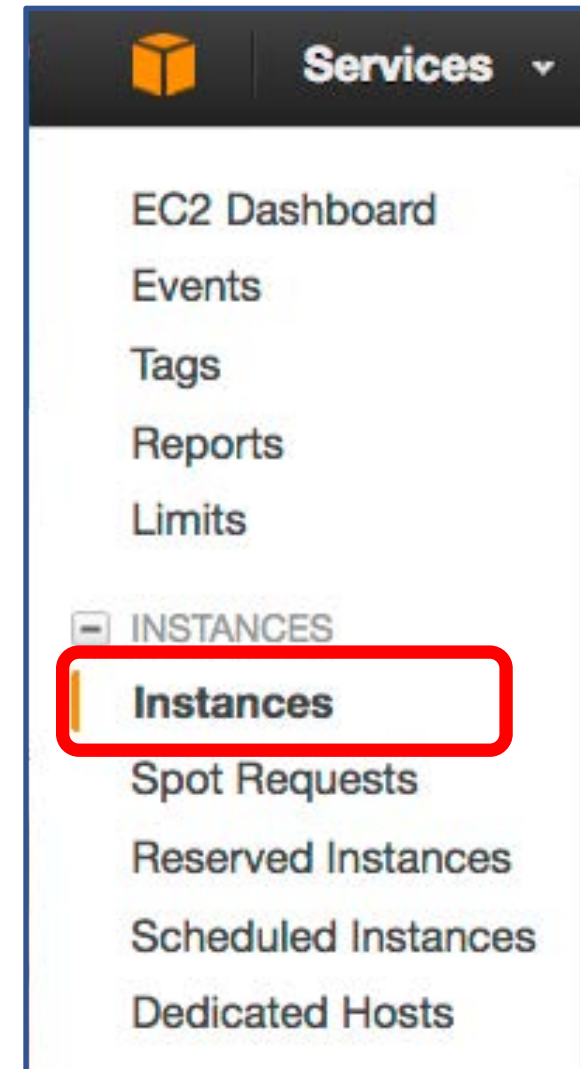 Services
EC2 Dashboard
Events
Tags
Reports
Limits
INSTANCES
Instances
Spot Requests
Reserved Instances
Scheduled Instances
Dedicated Hosts